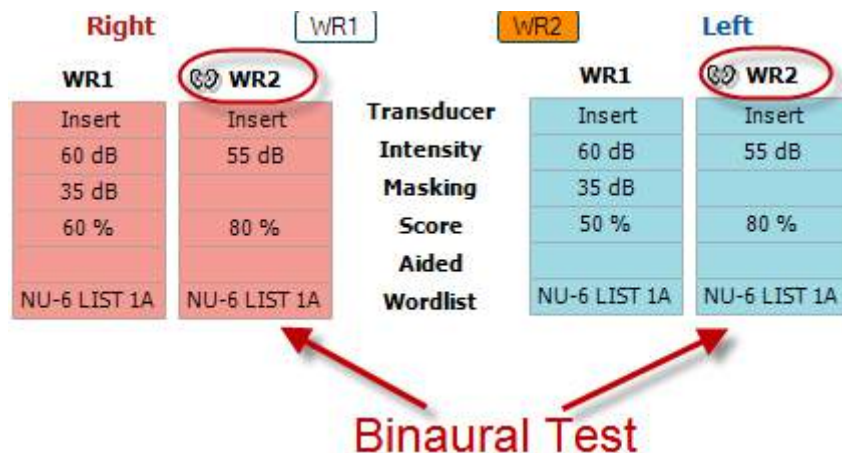 Right WR1 WR2 Left
WR1 WR2 WR1 WR2
Insert Insert Transducer Insert Insert
60 dB 55 dB Intensity 60 dB 55 dB
35 dB Masking 35 dB
60 % 80 % Score 50 % 80 %
Aided
NU-6 LIST 1A NU-6 LIST 1A Wordlist NU-6 LIST 1A NU-6 LIST 1A
Binaural Test